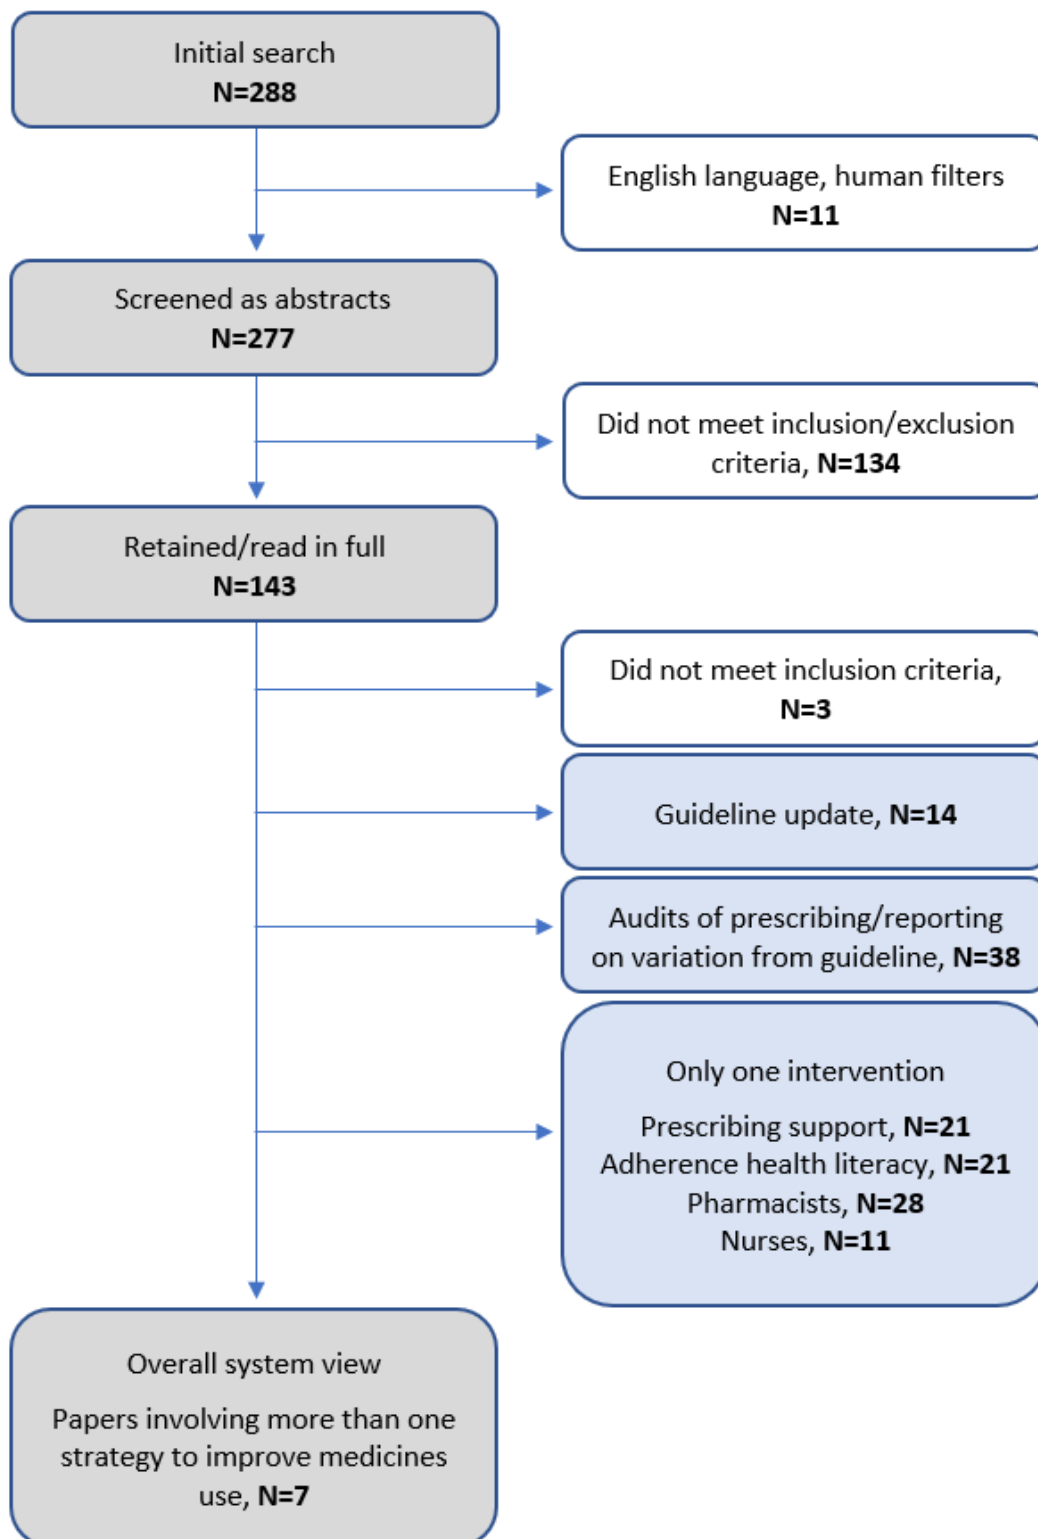 Initial search
N=288
English language, human filters
N=11
Screened as abstracts
N=277
Did not meet inclusion/exclusion
criteria, N=134
Retained/read in full
N=143
Did not meet inclusion criteria,
N=3
Guideline update, N=14
Audits of prescribing/reporting
on variation from guideline, N=38
Only one intervention
Prescribing support, N=21
Adherence health literacy, N=21
Pharmacists, N=28
Nurses, N=11
Overall system view
Papers involving more than one
strategy to improve medicines
use, N=7